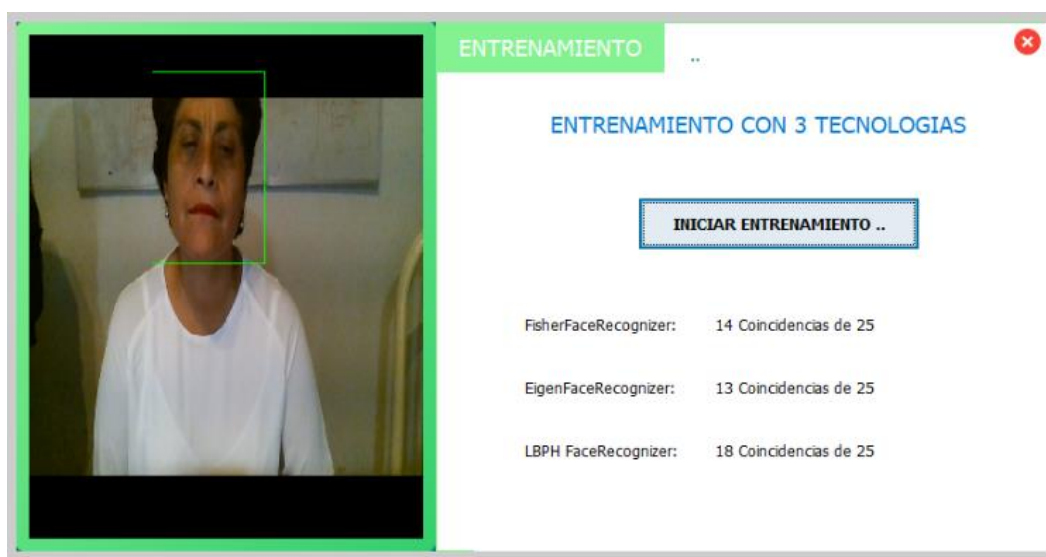 ENTRENAMIENTO
..
ENTRENAMIENTO CON 3 TECNOLOGIAS
INICIAR ENTRENAMIENTO ..
FisherFaceRecognizer: 14 Coincidencias de 25
EigenFaceRecognizer: 13 Coincidencias de 25
LBPH FaceRecognizer: 18 Coincidencias de 25